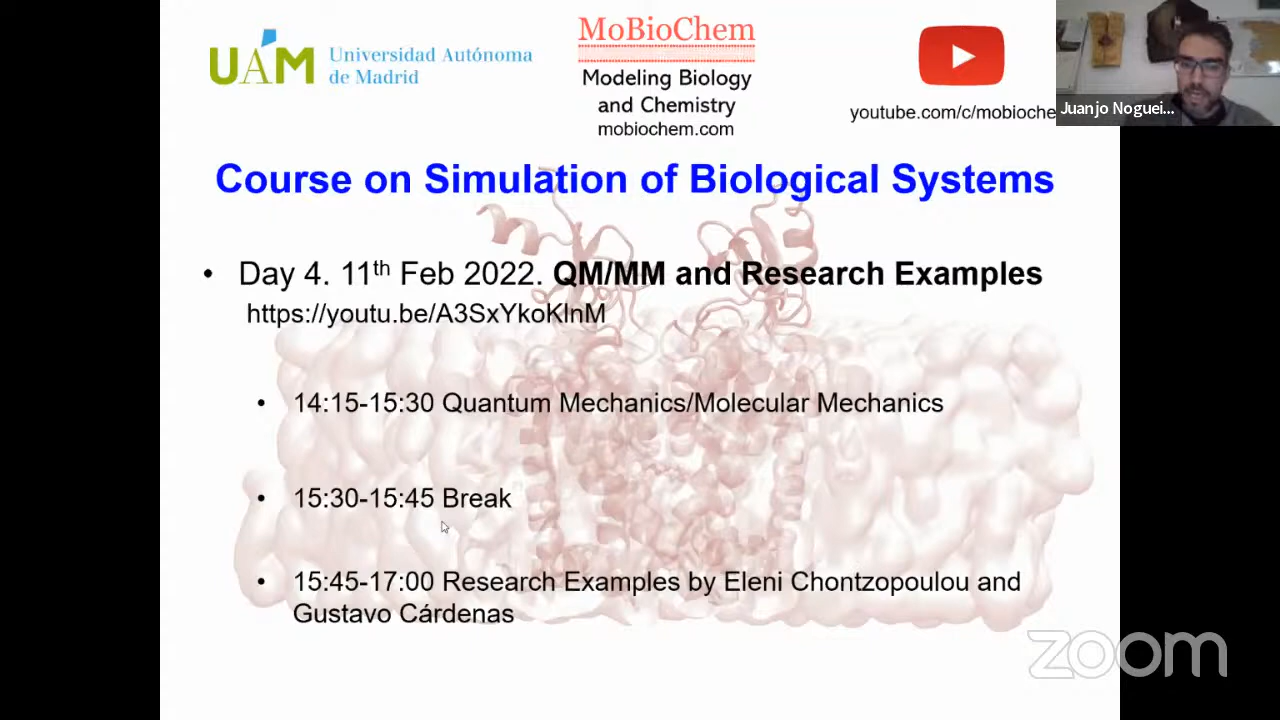 UAM Universidad Autónoma
de Madrid
MoBioChem
Modeling Biology
and Chemistry
mobiochem.com
youtube.com/c/mobioche
Juanjo Noguei...
Course on Simulation of Biological Systems
• Day 4. 11th Feb 2022. QM/MM and Research Examples
https://youtu.be/A3SxYkoKlnM
• 14:15-15:30 Quantum Mechanics/Molecular Mechanics
• 15:30-15:45 Break
• 15:45-17:00 Research Examples by Eleni Chontzopoulou and
Gustavo Cárdenas
zoom